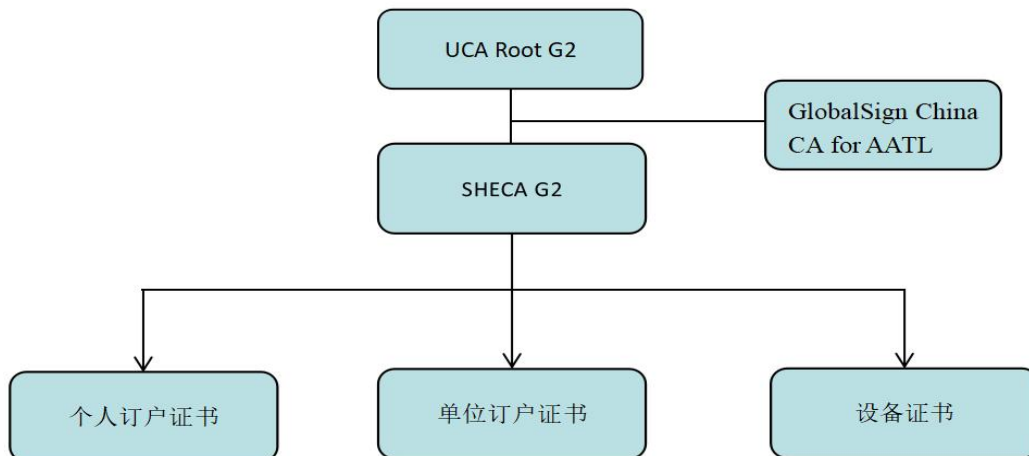 UCA Root G2
GlobalSign China
CA for AATL
SHECA G2
个人订户证书
单位订户证书
设备证书